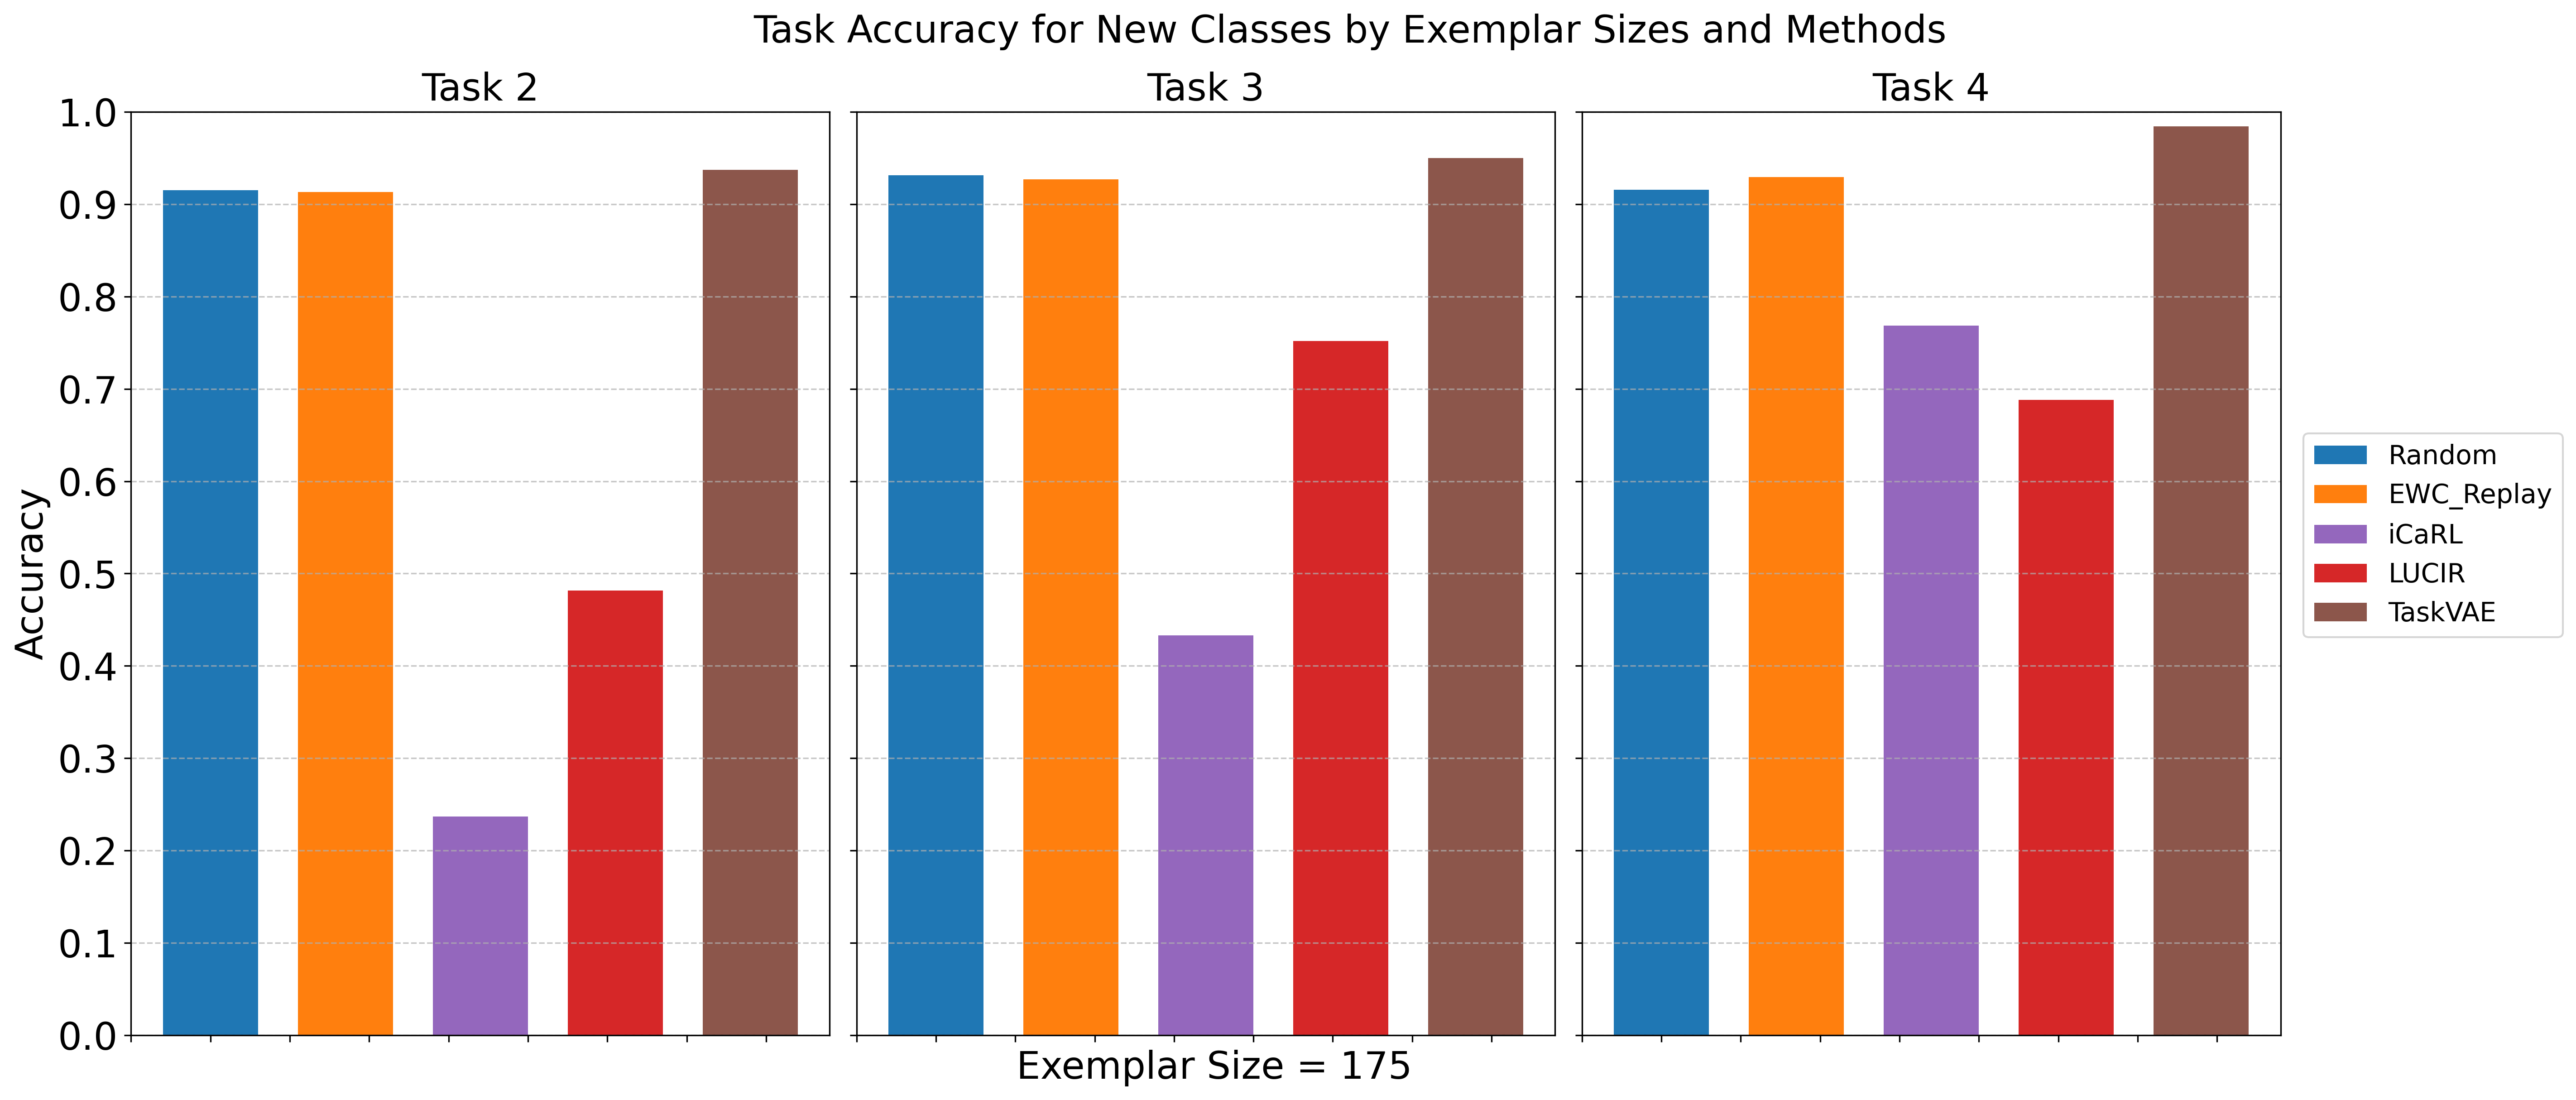 Task Accuracy for New Classes by Exemplar Sizes and Methods
Task 2
Task 3
Task 4
Accuracy
1.0
0.9
0.8
0.7
0.6
0.5
0.4
0.3
0.2
0.1
0.0
Exemplar Size = 175
Random
EWC_Replay
iCaRL
LUCIR
TaskVAE